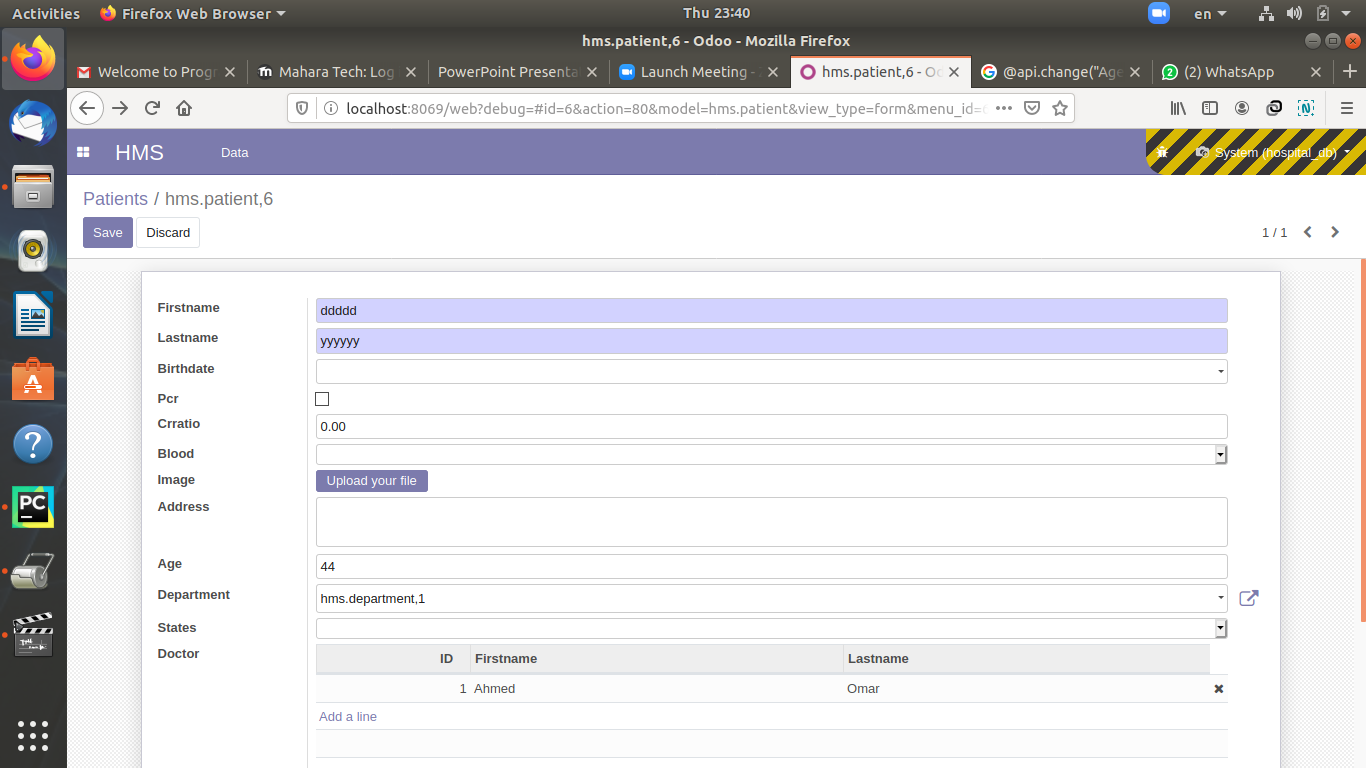 Activities
Firefox Web Browser
Thu 23:40
en
hms.patient,6 - Odoo - Mozilla Firefox
Welcome to Progr
Mahara Tech: Log
PowerPoint Presenta
Launch Meeting -
hms.patient,6 - Od
@api.change("Age
(2) WhatsApp
localhost:8069/web?debug=#id=6&action=80&model=hms.patient&view_type=form&menu_id=
HMS
Data
System (hospital_db)
Patients / hms.patient,6
Save
Discard
1 / 1
Firstname
ddddd
Lastname
yyyyyy
Birthdate
Pcr
Crratio
0.00
Blood
Image
Upload your file
Address
Age
44
Department
hms.department,1
States
Doctor
ID
Firstname
Lastname
1
Ahmed
Omar
Add a line
PC